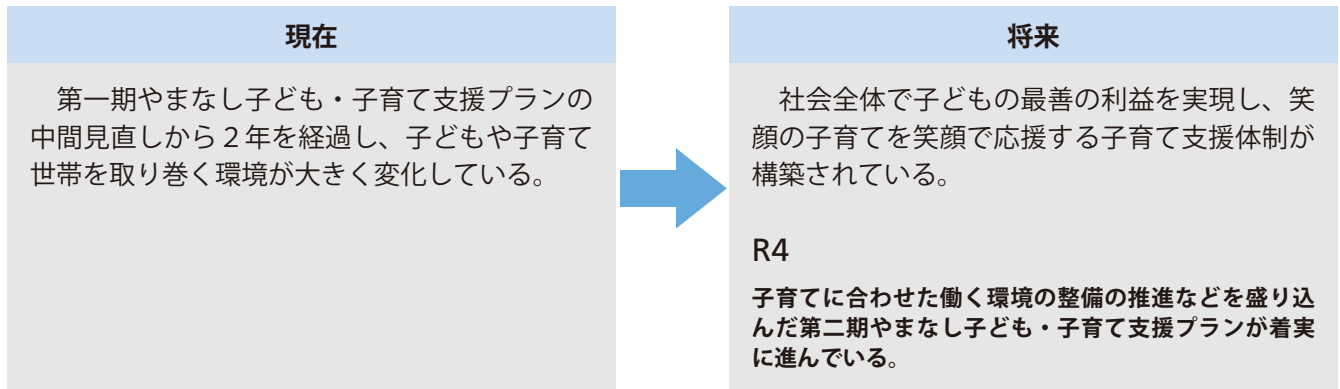 現在
　第一期やまなし子ども・子育て支援プランの
中間見直しから２年を経過し、子どもや子育て
世帯を取り巻く環境が大きく変化している。
将来
　社会全体で子どもの最善の利益を実現し、笑
顔の子育てを笑顔で応援する子育て支援体制が
構築されている。
R4
子育てに合わせた働く環境の整備の推進などを盛り込
んだ第二期やまなし子ども・子育て支援プランが着実
に進んでいる。